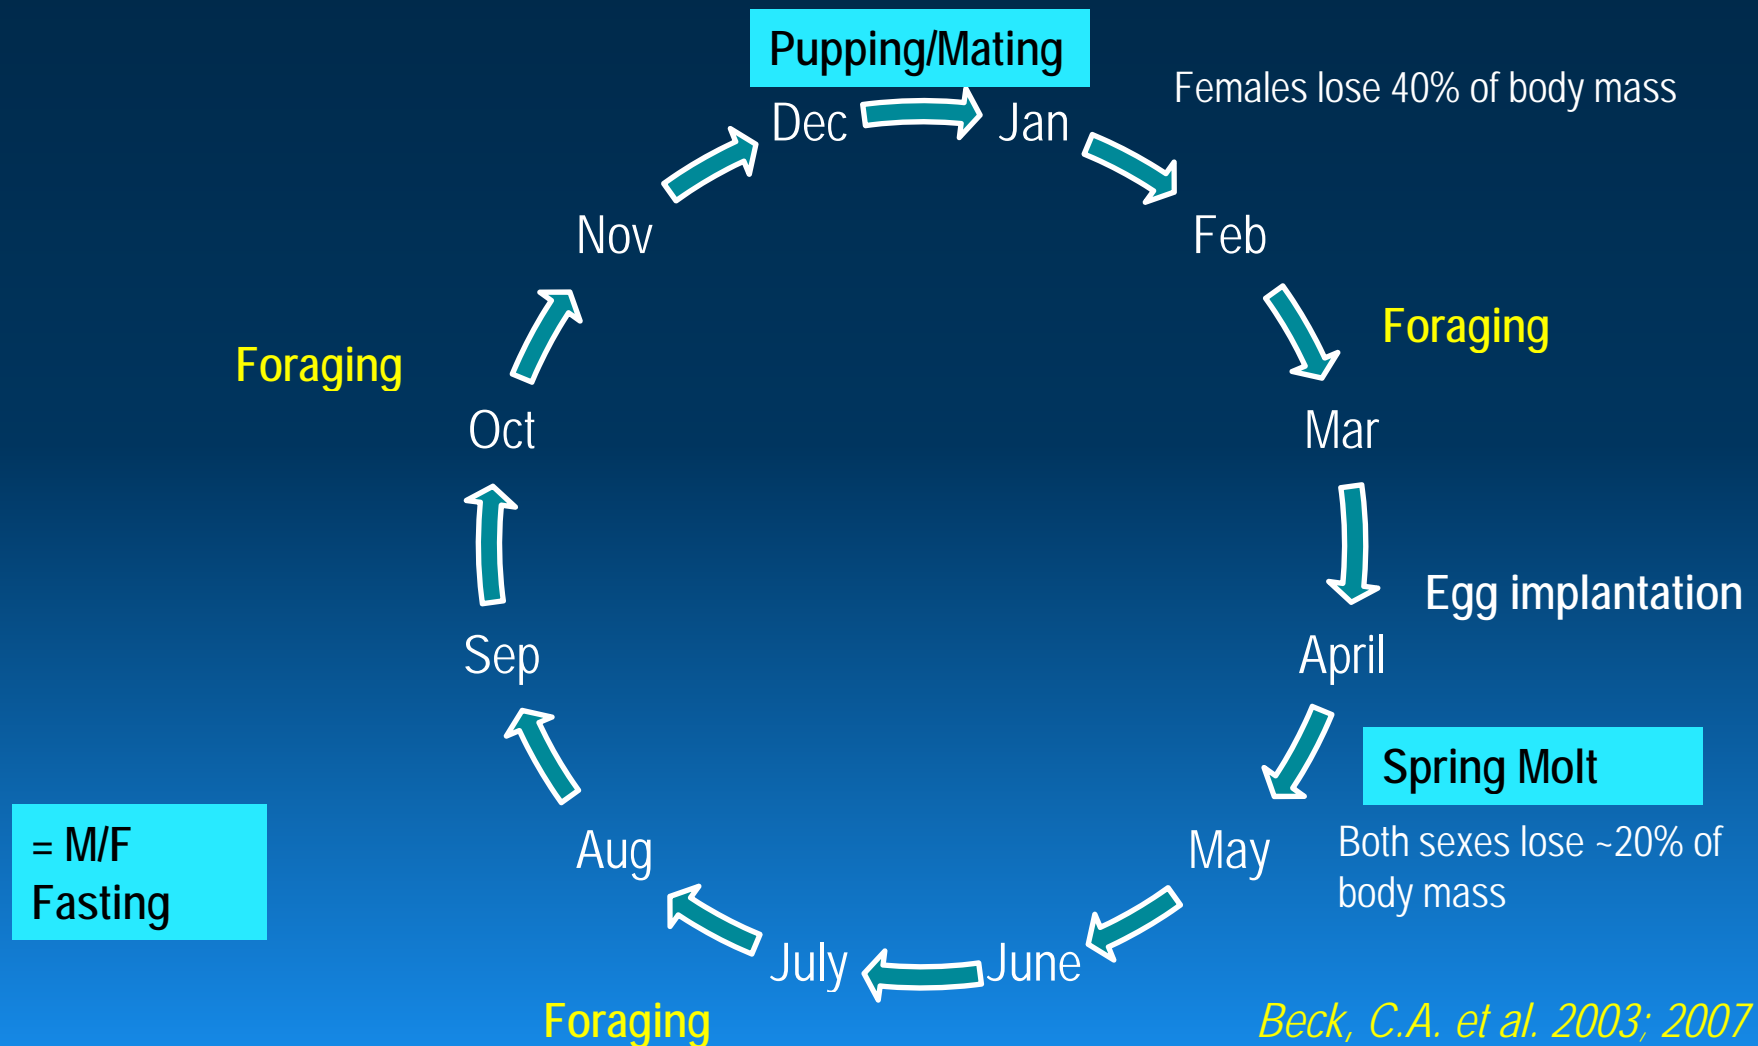 Pupping/Mating
Females lose 40% of body mass
Dec
Jan
Nov
Feb
Foraging
Foraging
Oct
Mar
Egg implantation
Sep
April
Spring Molt
= M/F
Fasting
Aug
May
Both sexes lose ~20% of
body mass
July
June
Foraging
Beck, C.A. et al. 2003; 2007